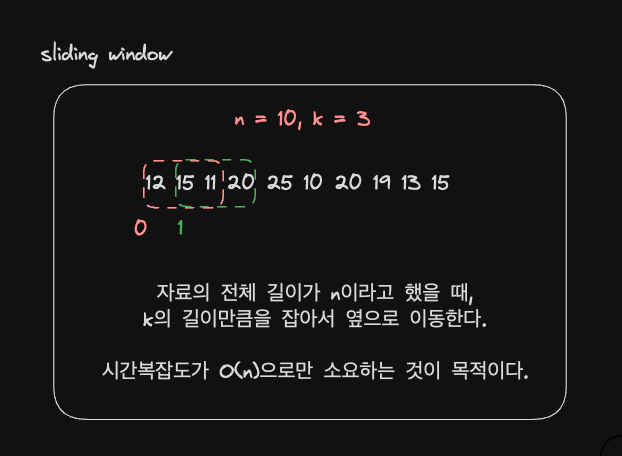 sliding window
n = 10, k = 3
12 15 11 20 25 10 20 19 13 15
0 1
자료의 전체 길이가 n이라고 했을 때,
k의 길이만큼을 잡아서 옆으로 이동한다.
시간복잡도가 O(n)으로만 소요하는 것이 목적이다.